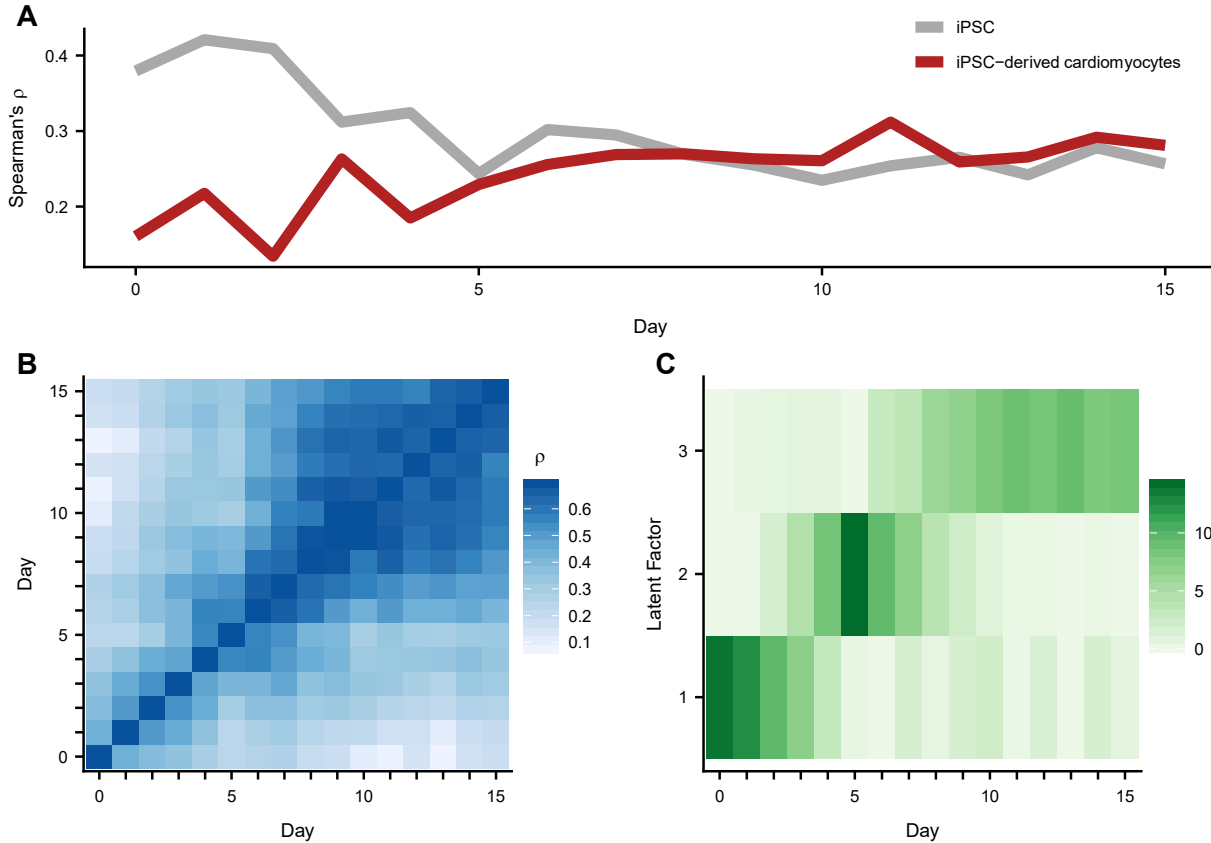 A
iPSC
iPSC−derived cardiomyocytes
Spearman's ρ
0.4
0.3
0.2
0 5 10 15
Day
B
Day
15
10
5
0
0 5 10 15
Day
ρ
0.6
0.5
0.4
0.3
0.2
0.1
C
Latent Factor
3
2
1
0 5 10 15
Day
10
5
0